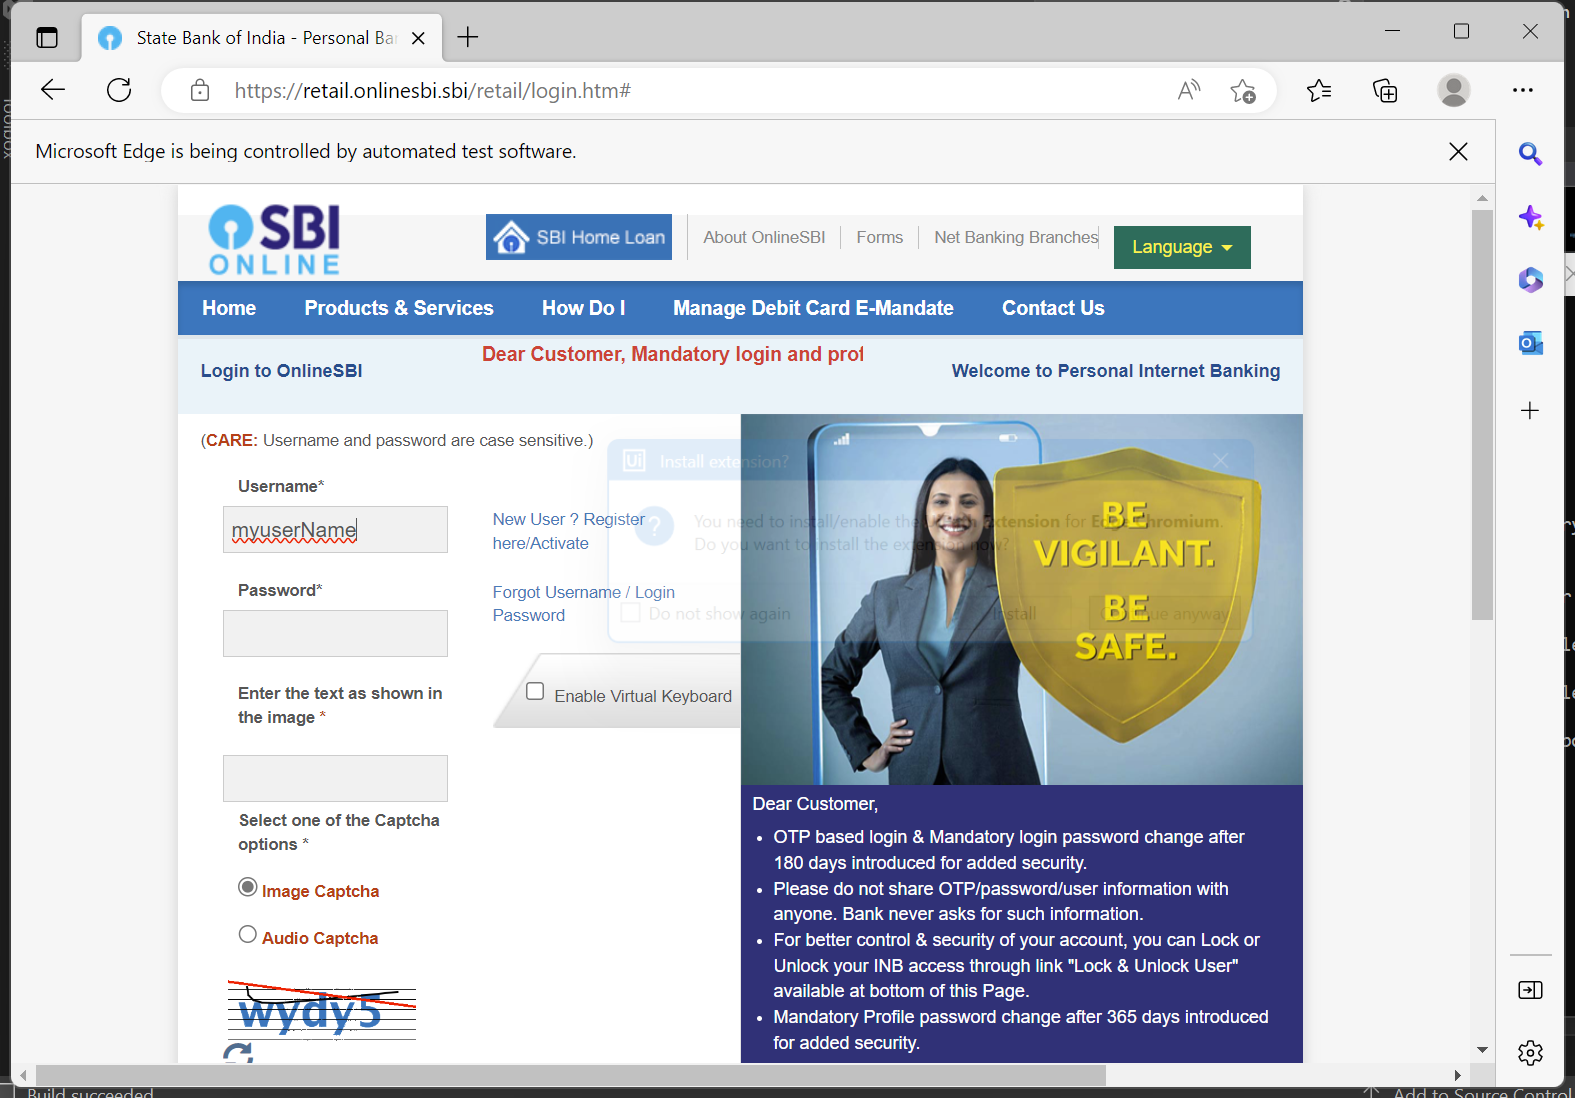 State Bank of India - Personal Ba
https://retail.onlinesbi.sbi/retail/login.htm#
Microsoft Edge is being controlled by automated test software.
SBI
ONLINE
SBI Home Loan
About OnlineSBI
Forms
Net Banking Branches
Language
Home
Products & Services
How Do I
Manage Debit Card E-Mandate
Contact Us
Dear Customer, Mandatory login and prof
Login to OnlineSBI
Welcome to Personal Internet Banking
(CARE: Username and password are case sensitive.)
Username*
myuserName
New User ? Register
here/Activate
Password*
Forgot Username / Login
Password
Enter the text as shown in
the image *
Enable Virtual Keyboard
Select one of the Captcha
options *
Image Captcha
Audio Captcha
wydy5
Ui Install extension?
You need to install/enable the Extension for Edge Chromium.
Do you want to install the extension now?
Do not show again
Install
anyway
BE
VIGILANT.
BE
SAFE.
Dear Customer,
• OTP based login & Mandatory login password change after
180 days introduced for added security.
• Please do not share OTP/password/user information with
anyone. Bank never asks for such information.
• For better control & security of your account, you can Lock or
Unlock your INB access through link "Lock & Unlock User"
available at bottom of this Page.
• Mandatory Profile password change after 365 days introduced
for added security.
Toolbox
Build succeeded
Add to Source Control